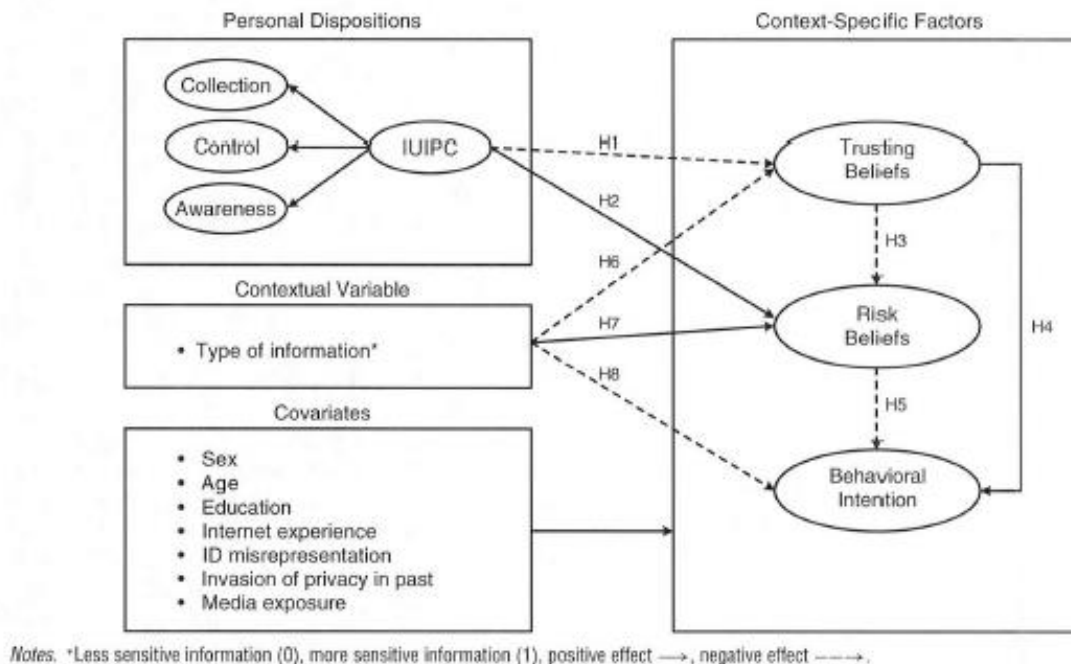 Personal Dispositions
Context-Specific Factors
Collection
Control
Awareness
IUIPC
H1
H2
Trusting
Beliefs
H3
H6
Contextual Variable
• Type of information*
H7
H8
Risk
Beliefs
H4
H5
Covariates
• Sex
• Age
• Education
• Internet experience
• ID misrepresentation
• Invasion of privacy in past
• Media exposure
Behavioral
Intention
Notes. *Less sensitive information (0), more sensitive information (1), positive effect ⟶, negative effect ----→.